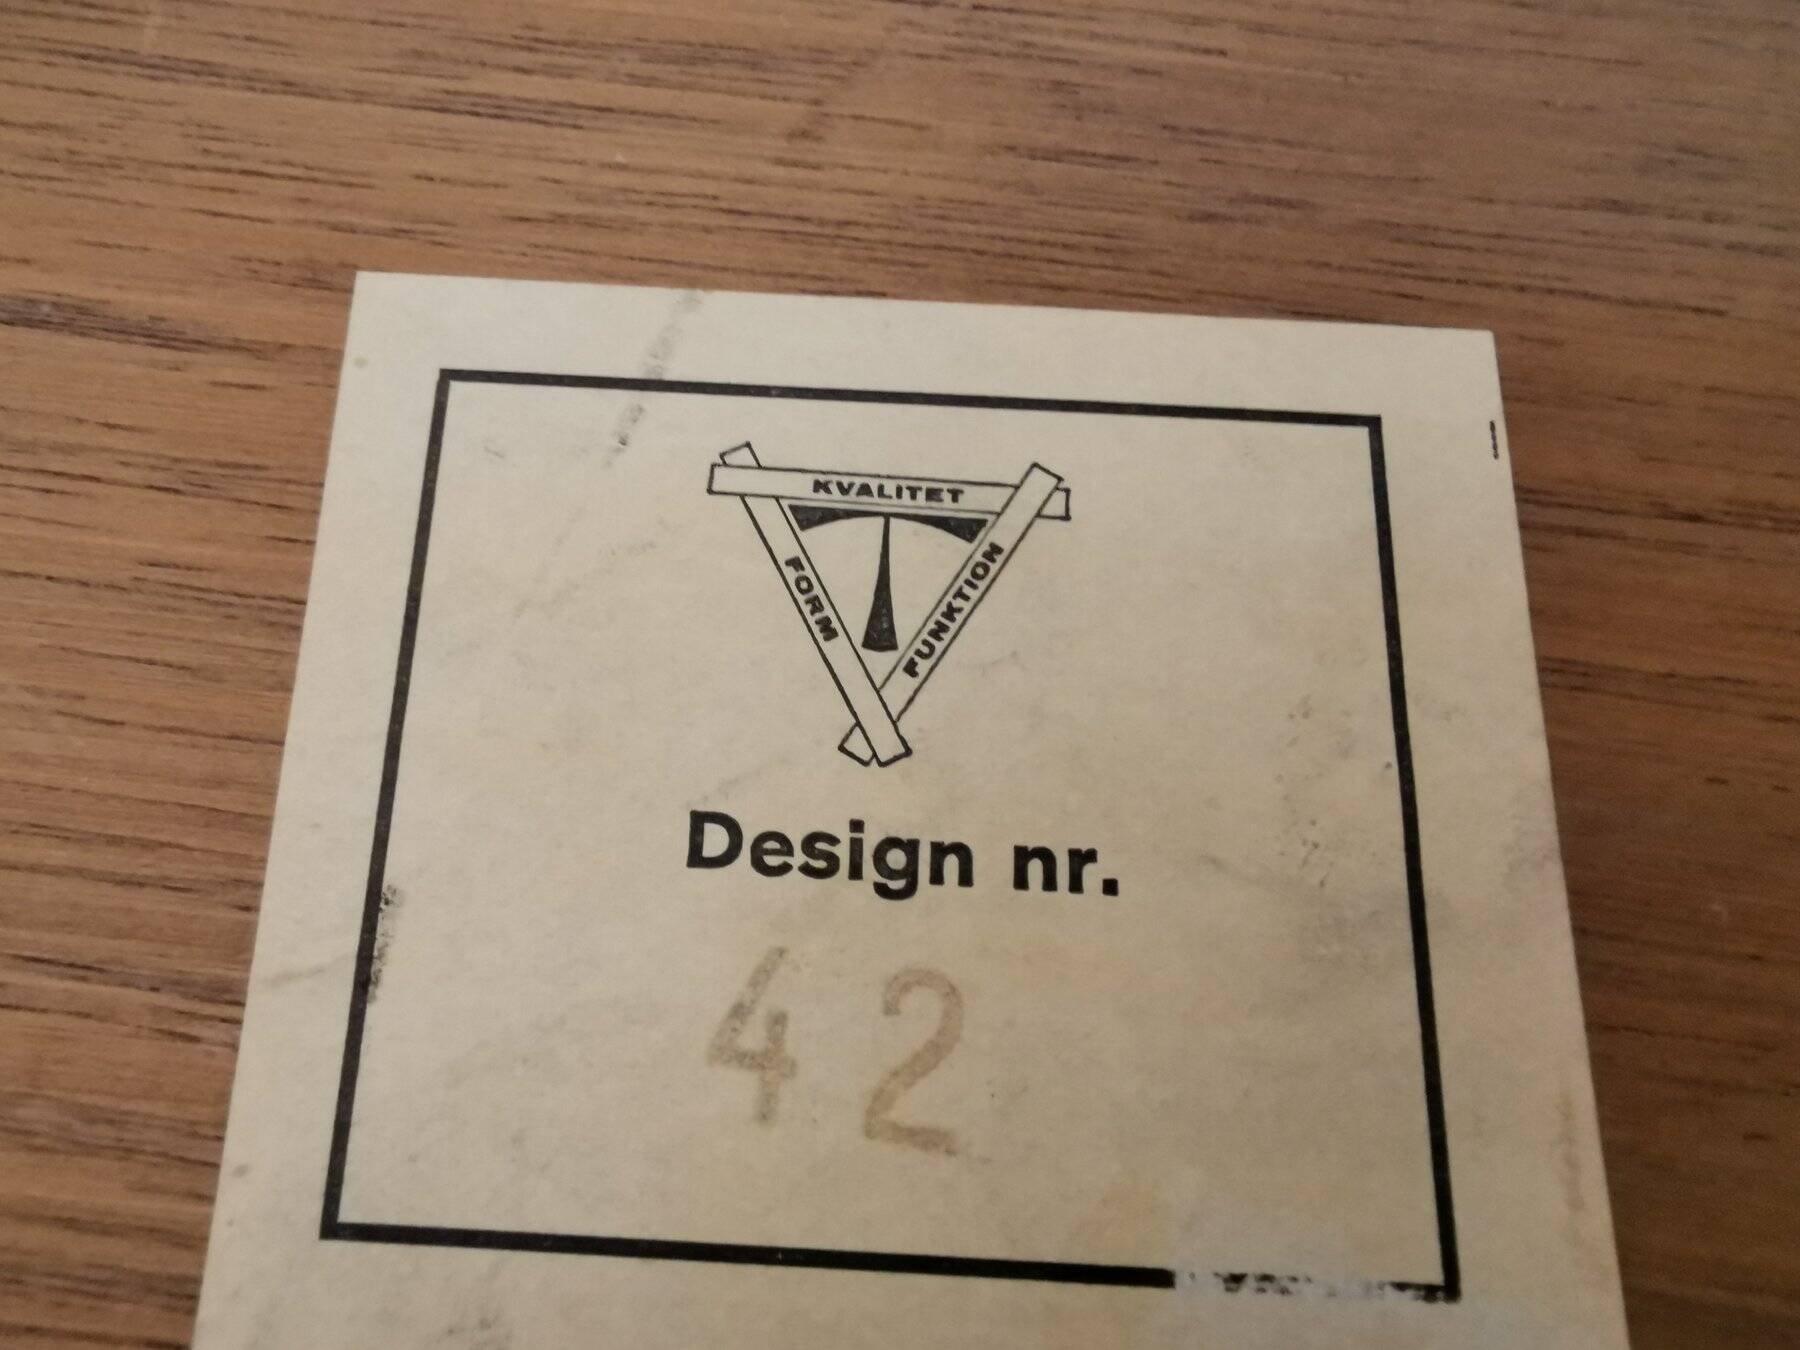 KVALITET
FORM
FUNKTION
Design nr.
42